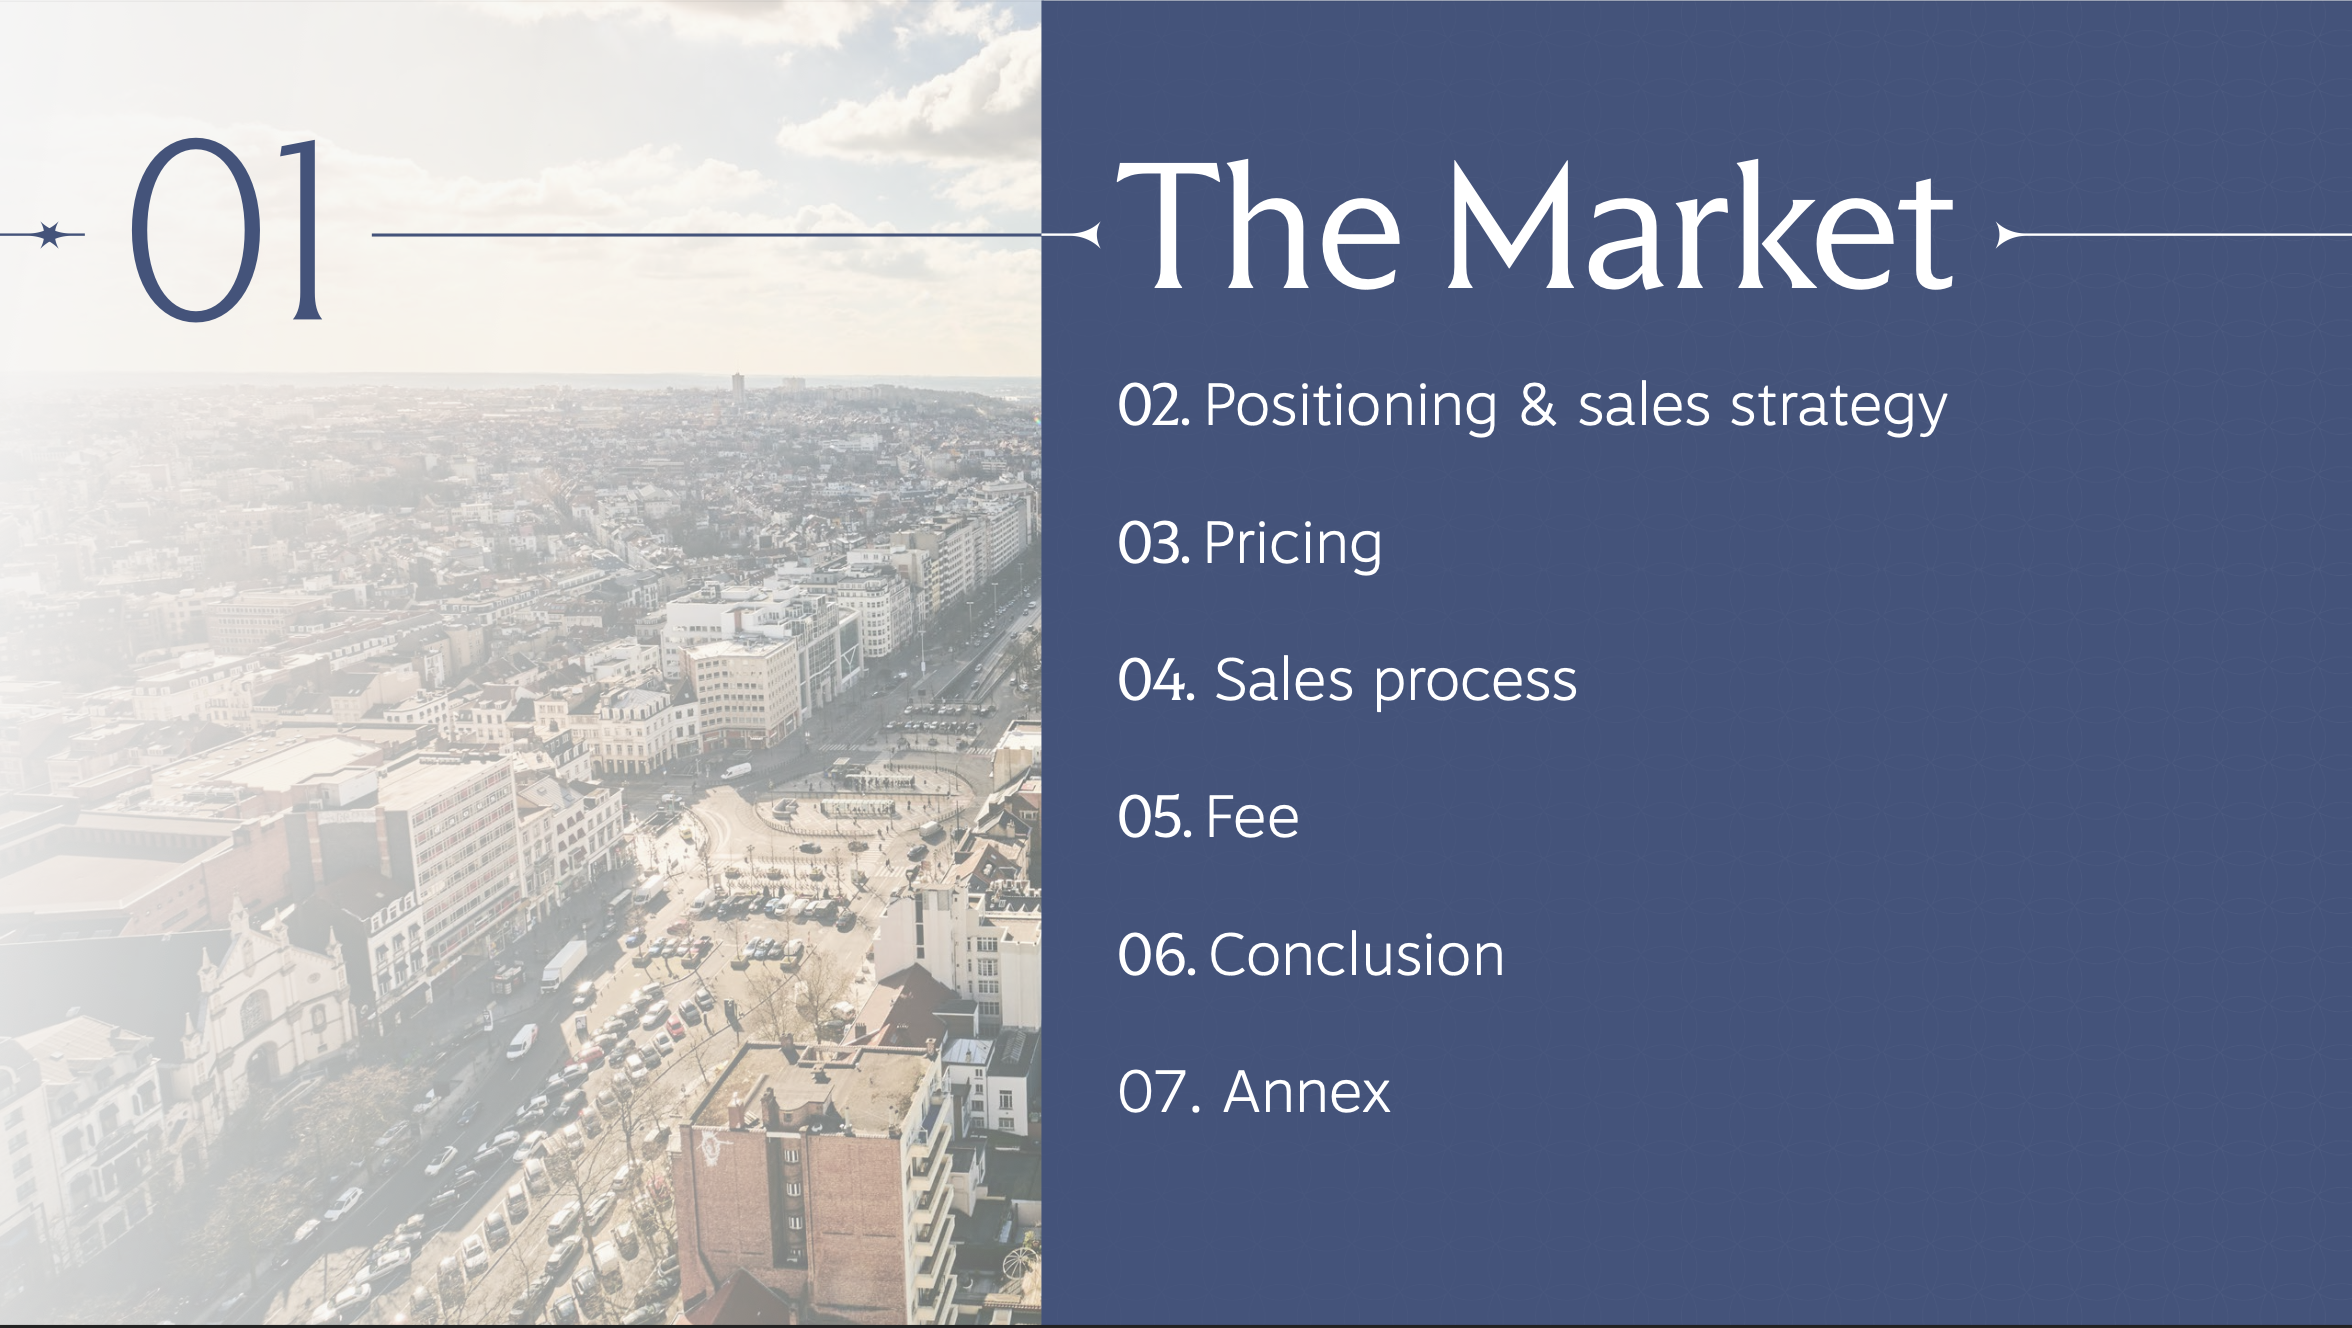 01
The Market
02. Positioning & sales strategy
03. Pricing
04. Sales process
05. Fee
06. Conclusion
07. Annex